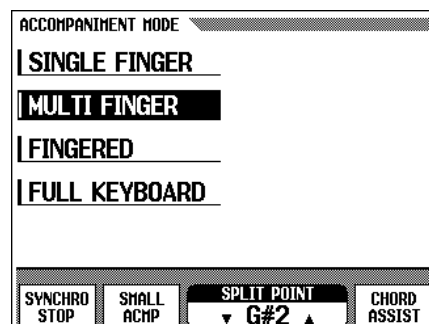 ACCOMPANIMENT MODE
SINGLE FINGER
MULTI FINGER
FINGERED
FULL KEYBOARD
SYNCHRO STOP
SMALL ACMP
SPLIT POINT
▼ G#2 ▲
CHORD ASSIST